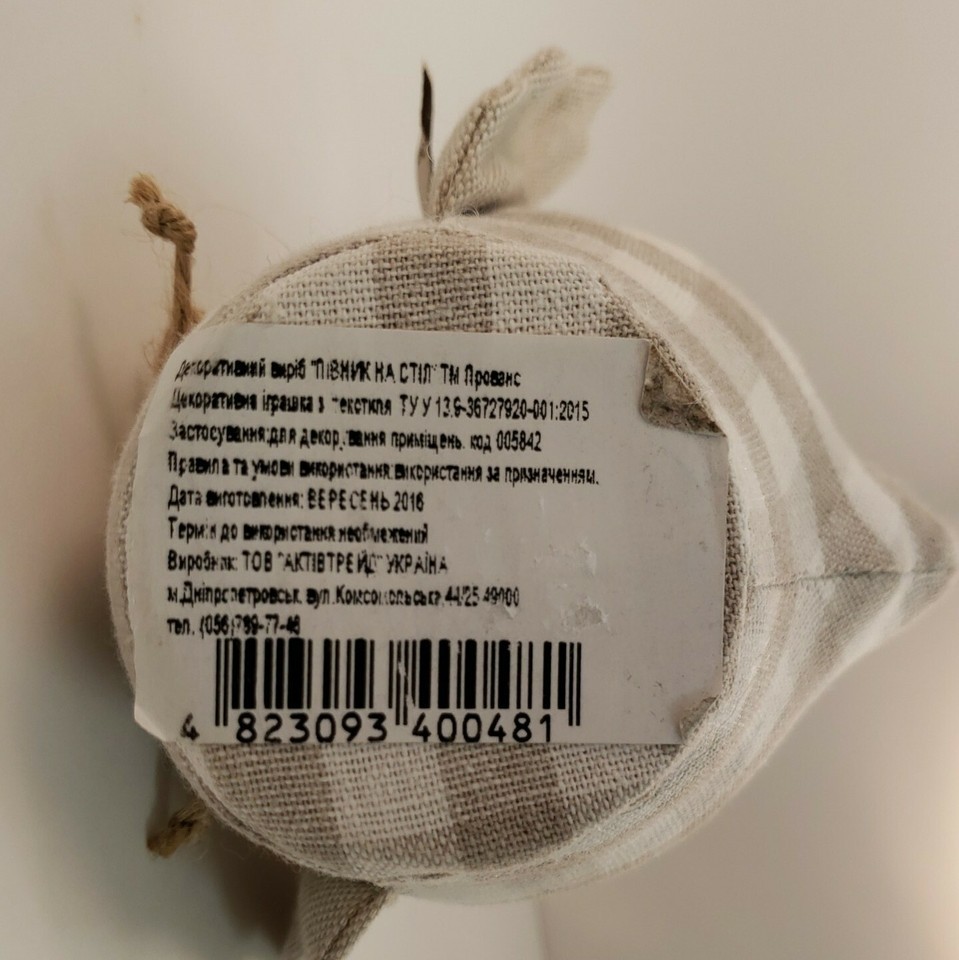 Декоративний виріб "ПІВНИК НА СТІЛ" ТМ Прованс
Декоративна іграшка з текстиля ТУ У 13.9-36727920-001:2015
Застосування:для декорування приміщень. код 005842
Правила та умови використання:використання за призначенням.
Дата виготовлення: ВЕРЕСЕНЬ 2016
Термін до використання необмежений
Виробник: ТОВ "АКТІВТРЕЙД" УКРАЇНА
м.Дніпропетровськ, вул.Комсомольська 44/25 49000
тел. (056)789-77-46
4 823093 400481